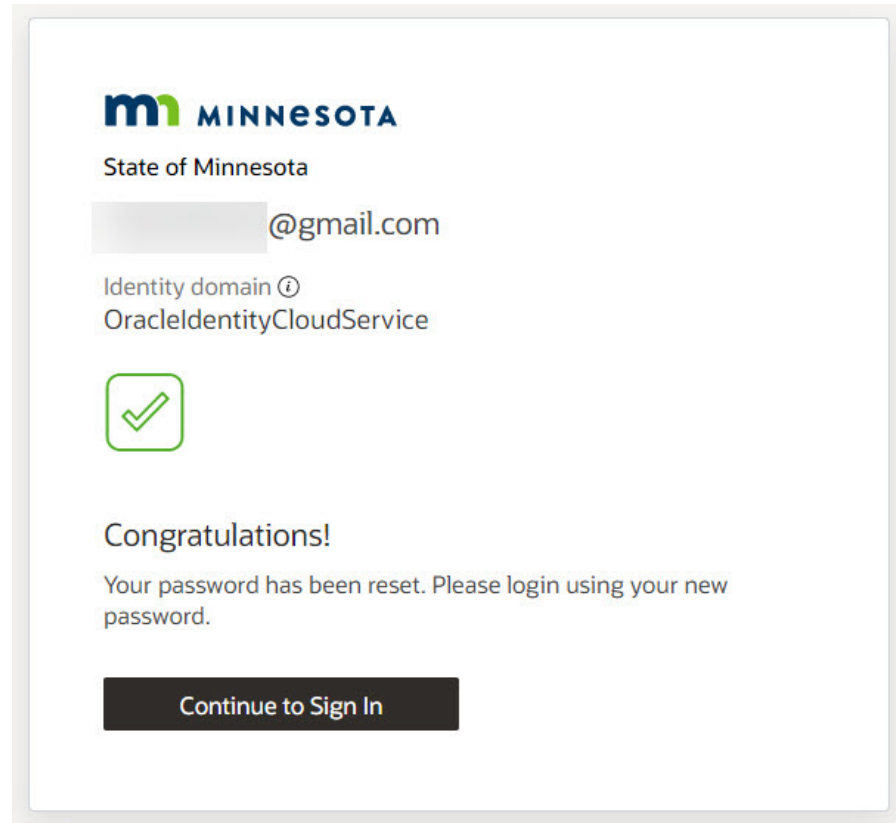 mn MINNESOTA
State of Minnesota
@gmail.com
Identity domain
OracleIdentityCloudService
Congratulations!
Your password has been reset. Please login using your new
password.
Continue to Sign In